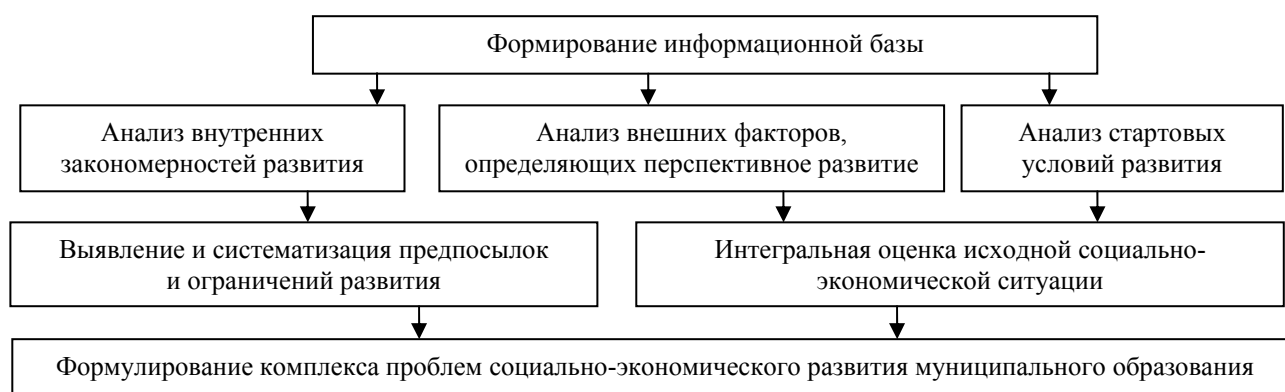 Формирование информационной базы
Анализ внутренних
закономерностей развития
Анализ внешних факторов,
определяющих перспективное развитие
Анализ стартовых
условий развития
Выявление и систематизация предпосылок
и ограничений развития
Интегральная оценка исходной социально-
экономической ситуации
Формулирование комплекса проблем социально-экономического развития муниципального образования